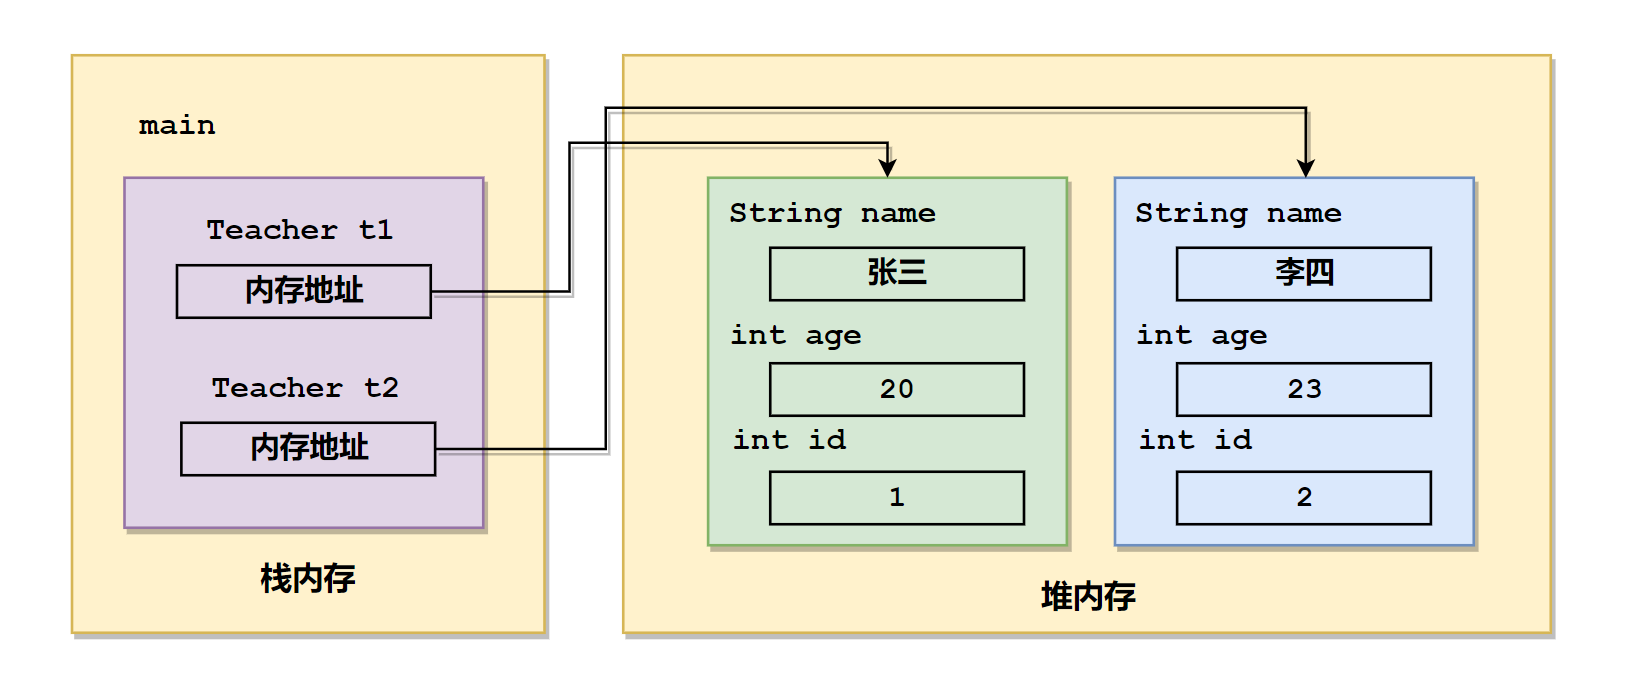 main
Teacher t1
内存地址
Teacher t2
内存地址
栈内存
String name
张三
int age
20
int id
1
String name
李四
int age
23
int id
2
堆内存